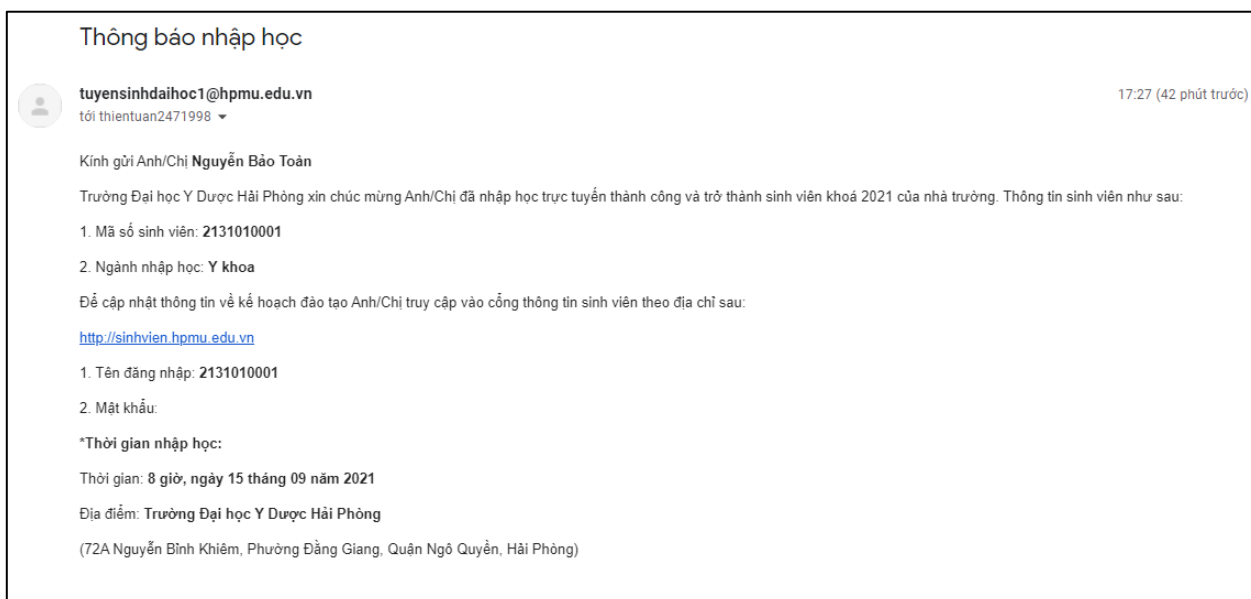 Thông báo nhập học
tuyensinhdaihoc1@hpmu.edu.vn
17:27 (42 phút trước)
tới thientuan2471998
Kính gửi Anh/Chị Nguyễn Bảo Toàn
Trường Đại học Y Dược Hải Phòng xin chúc mừng Anh/Chị đã nhập học trực tuyến thành công và trở thành sinh viên khoá 2021 của nhà trường. Thông tin sinh viên như sau:
1. Mã số sinh viên: 2131010001
2. Ngành nhập học: Y khoa
Để cập nhật thông tin về kế hoạch đào tạo Anh/Chị truy cập vào cổng thông tin sinh viên theo địa chỉ sau:
http://sinhvien.hpmu.edu.vn
1. Tên đăng nhập: 2131010001
2. Mật khẩu:
*Thời gian nhập học:
Thời gian: 8 giờ, ngày 15 tháng 09 năm 2021
Địa điểm: Trường Đại học Y Dược Hải Phòng
(72A Nguyễn Bỉnh Khiêm, Phường Đằng Giang, Quận Ngô Quyền, Hải Phòng)